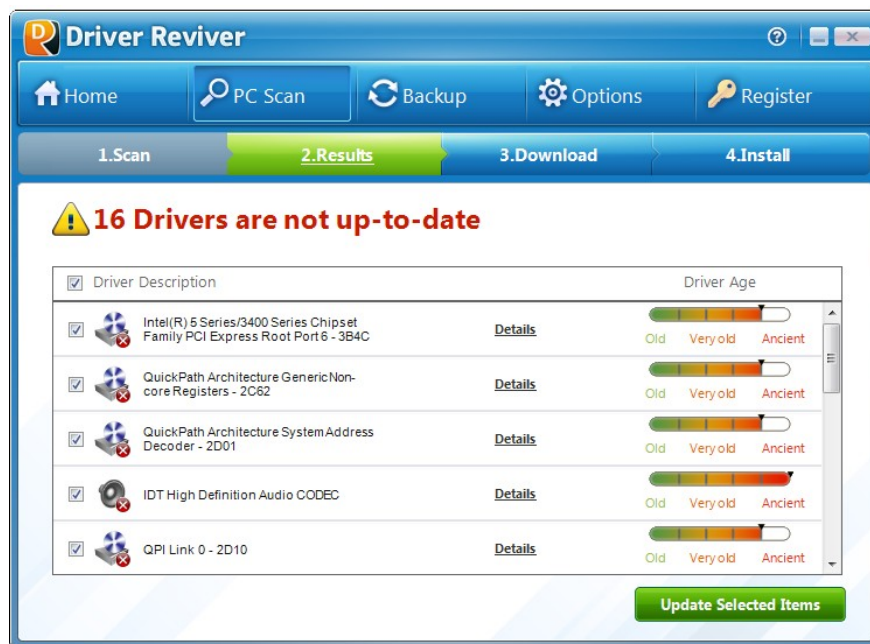 Driver Reviver
Home
PC Scan
Backup
Options
Register
1.Scan
2.Results
3.Download
4.Install
16 Drivers are not up-to-date
Driver Description
Driver Age
Intel(R) 5 Series/3400 Series Chipset
Family PCI Express Root Port 6 - 3B4C
Details
Old Very old Ancient
QuickPath Architecture Generic Non-
core Registers - 2C62
Details
Old Very old Ancient
QuickPath Architecture System Address
Decoder - 2D01
Details
Old Very old Ancient
IDT High Definition Audio CODEC
Details
Old Very old Ancient
QPI Link 0 - 2D10
Details
Old Very old Ancient
Update Selected Items